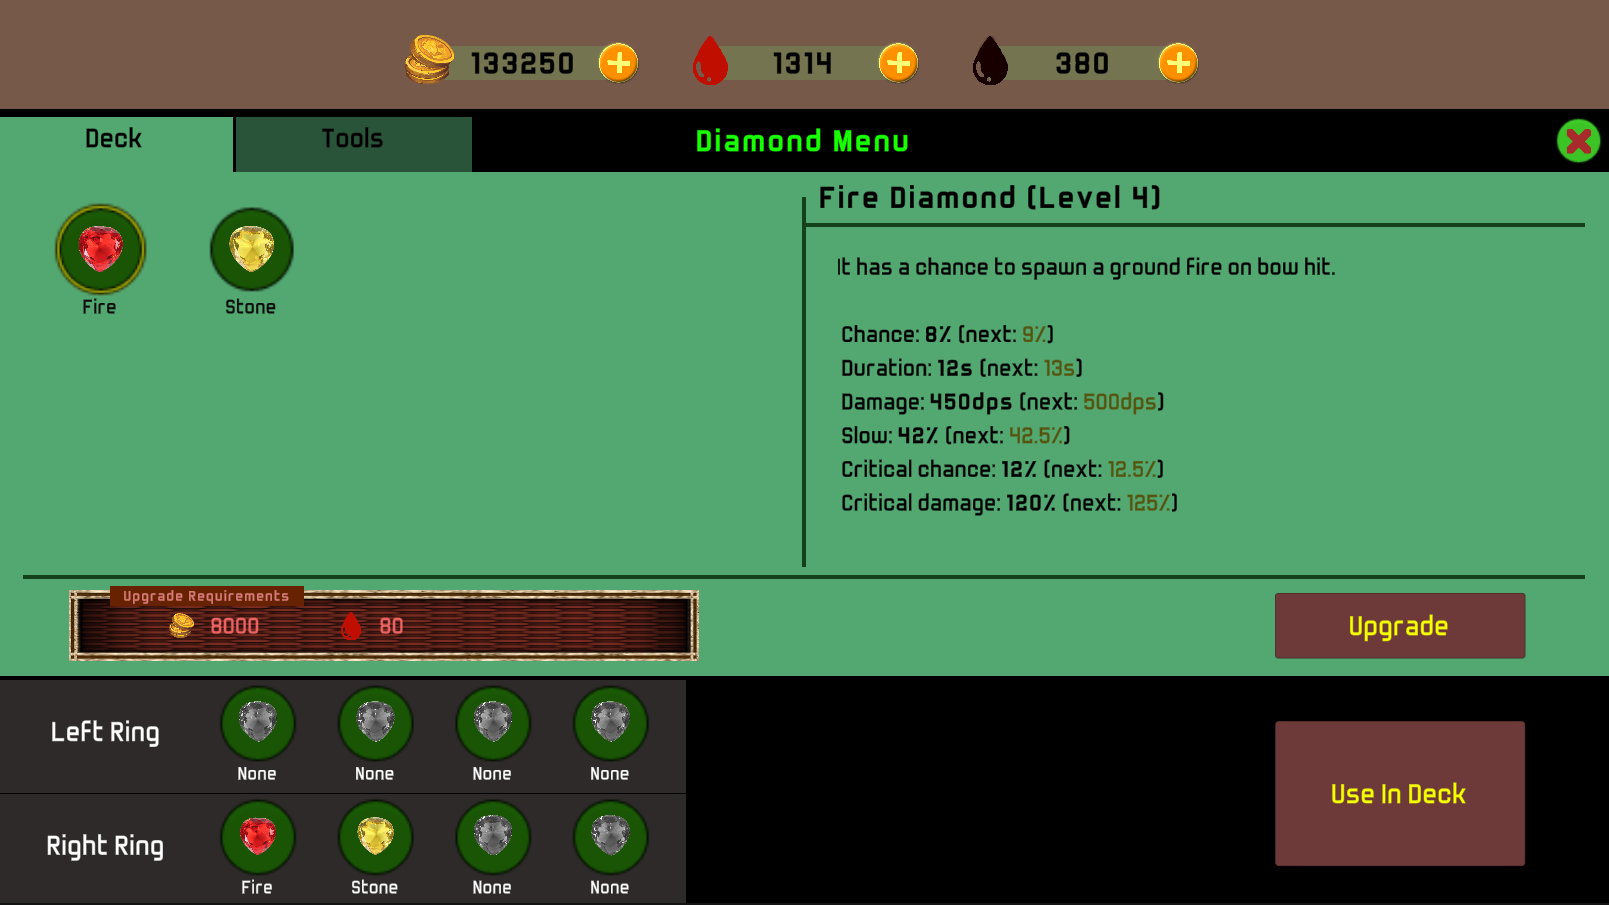 133250 1314 380
Deck Tools Diamond Menu
Fire Stone
Fire Diamond (Level 4)
It has a chance to spawn a ground fire on bow hit.
Chance: 8% (next: 9%)
Duration: 12s (next: 13s)
Damage: 450dps (next: 500dps)
Slow: 42% (next: 42.5%)
Critical chance: 12% (next: 12.5%)
Critical damage: 120% (next: 125%)
Upgrade Requirements
8000 80
Upgrade
Left Ring
None None None None
Right Ring
Fire Stone None None
Use In Deck